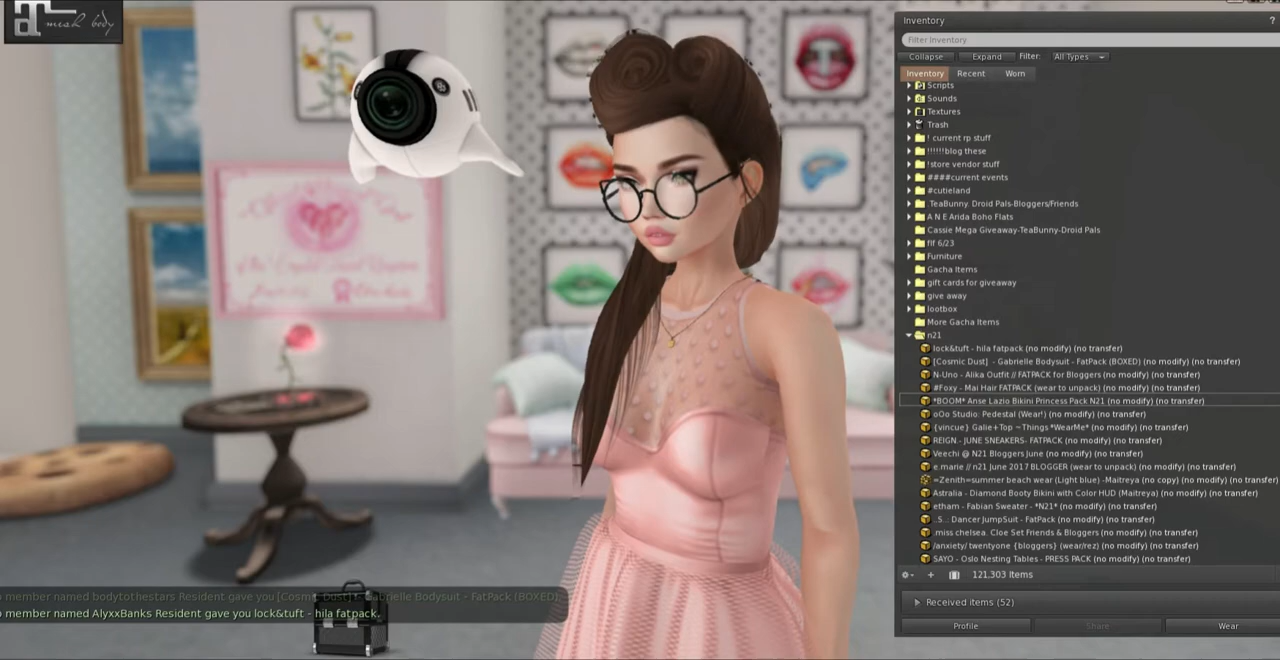 mesh body
Inventory
?
Filter Inventory
Collapse Expand Filter: All Types
Inventory Recent Worn
Scripts
Sounds
Textures
Trash
! current rp stuff
!!!!!!blog these
!store vendor stuff
####current events
#cutieland
.TeaBunny. Droid Pals-Bloggers/Friends
A N E Arida Boho Flats
Cassie Mega Giveaway-TeaBunny-Droid Pals
flf 6/23
Furniture
Gacha Items
gift cards for giveaway
give away
lootbox
More Gacha Items
n21
lock&tuft - hila fatpack (no modify) (no transfer)
[Cosmic Dust] - Gabrielle Bodysuit - FatPack (BOXED) (no modify) (no transfer)
N-Uno - Alika Outfit // FATPACK for Bloggers (no modify) (no transfer)
#Foxy - Mai Hair FATPACK (wear to unpack) (no modify) (no transfer)
*BOOM* Anse Lazio Bikini Princess Pack N21 (no modify) (no transfer)
oOo Studio: Pedestal (Wear!) (no modify) (no transfer)
{vincue} Galie+Top ~Things *WearMe* (no modify) (no transfer)
REIGN.- JUNE SNEAKERS- FATPACK (no modify) (no transfer)
Veechi @ N21 Bloggers June (no modify) (no transfer)
e.marie // n21 June 2017 BLOGGER (wear to unpack) (no modify) (no transfer)
=Zenith=summer beach wear (Light blue) -Maitreya (no copy) (no modify) (no transfer)
Astralia - Diamond Booty Bikini with Color HUD (Maitreya) (no modify) (no transfer)
etham - Fabian Sweater - *N21* (no modify) (no transfer)
..5... Dancer JumpSuit - FatPack (no modify) (no transfer)
.miss chelsea. Cloe Set Friends & Bloggers (no modify) (no transfer)
/anxiety/ twentyone {bloggers} (wear/rez) (no modify) (no transfer)
SAYO - Oslo Nesting Tables - PRESS PACK (no modify) (no transfer)
121,303 Items
Received items (52)
Profile Share Wear
member named bodytothestars Resident gave you [Cosmic Dust] - Gabrielle Bodysuit - FatPack (BOXED).
member named AlyxxBanks Resident gave you lock&tuft - hila fatpack.